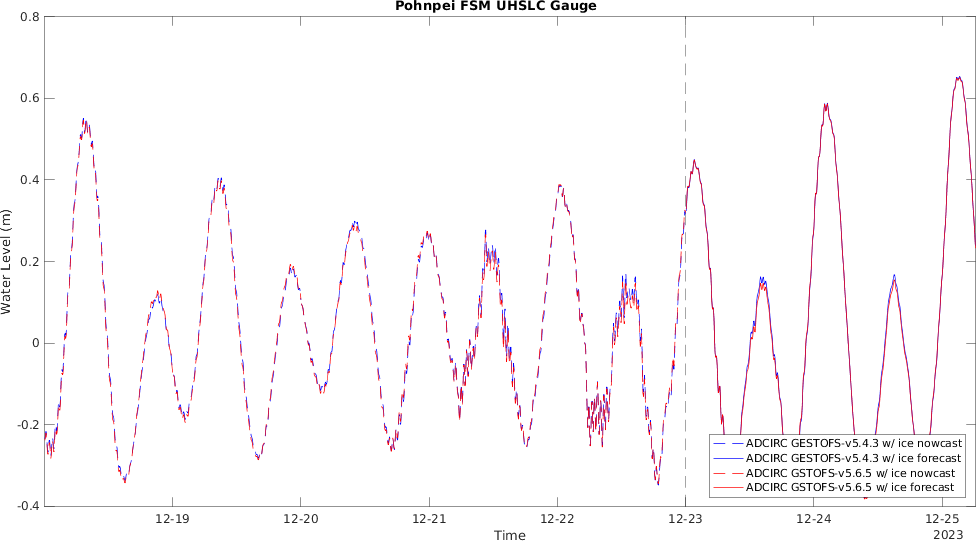 Pohnpei FSM UHSLC Gauge
Water Level (m)
0.8
0.6
0.4
0.2
0
-0.2
-0.4
12-19
12-20
12-21
12-22
12-23
12-24
12-25
Time
2023
ADCIRC GESTOFS-v5.4.3 w/ ice nowcast
ADCIRC GESTOFS-v5.4.3 w/ ice forecast
ADCIRC GSTOFS-v5.6.5 w/ ice nowcast
ADCIRC GSTOFS-v5.6.5 w/ ice forecast